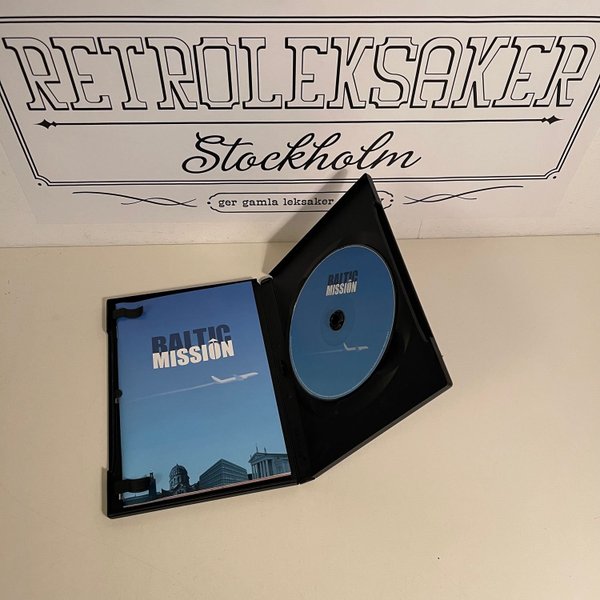 RETROLEKSAKER
Stockholm
ger gamla leksaker
BALTIC
MISSION
BALTIC
MISSION